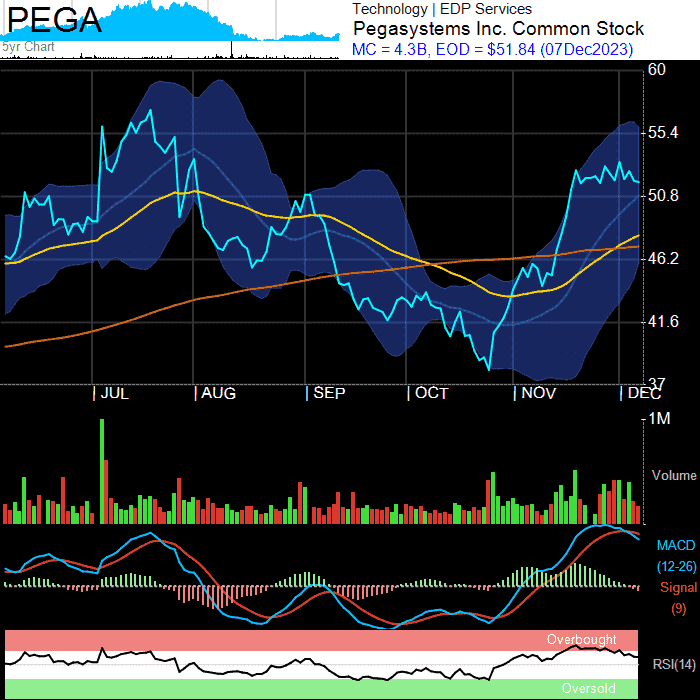 PEGA
5yr Chart
Technology | EDP Services
Pegasystems Inc. Common Stock
MC = 4.3B, EOD = $51.84 (07Dec2023)
60
55.4
50.8
46.2
41.6
37
JUL
AUG
SEP
OCT
NOV
DEC
1M
Volume
MACD
(12-26)
Signal
(9)
Overbought
RSI(14)
Oversold